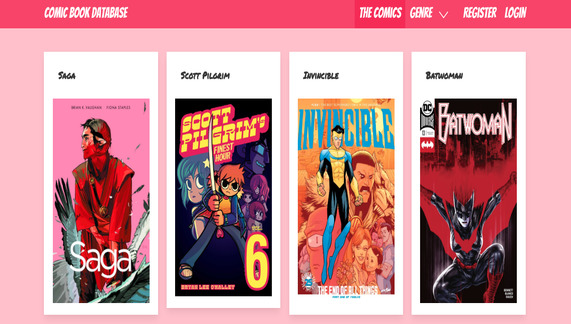 COMIC BOOK DATABASE
THE COMICS
GENRE
REGISTER
LOGIN
Saga
Scott Pilgrim
Invincible
Batwoman
BRIAN K. VAUGHAN FIONA STAPLES
Saga
SCOTT
PILGRIM'S
FINEST
HOUR
VOL.
6
BRYAN LEE O'MALLEY
INVINCIBLE
THE END OF ALL THINGS
DC
BATWOMAN